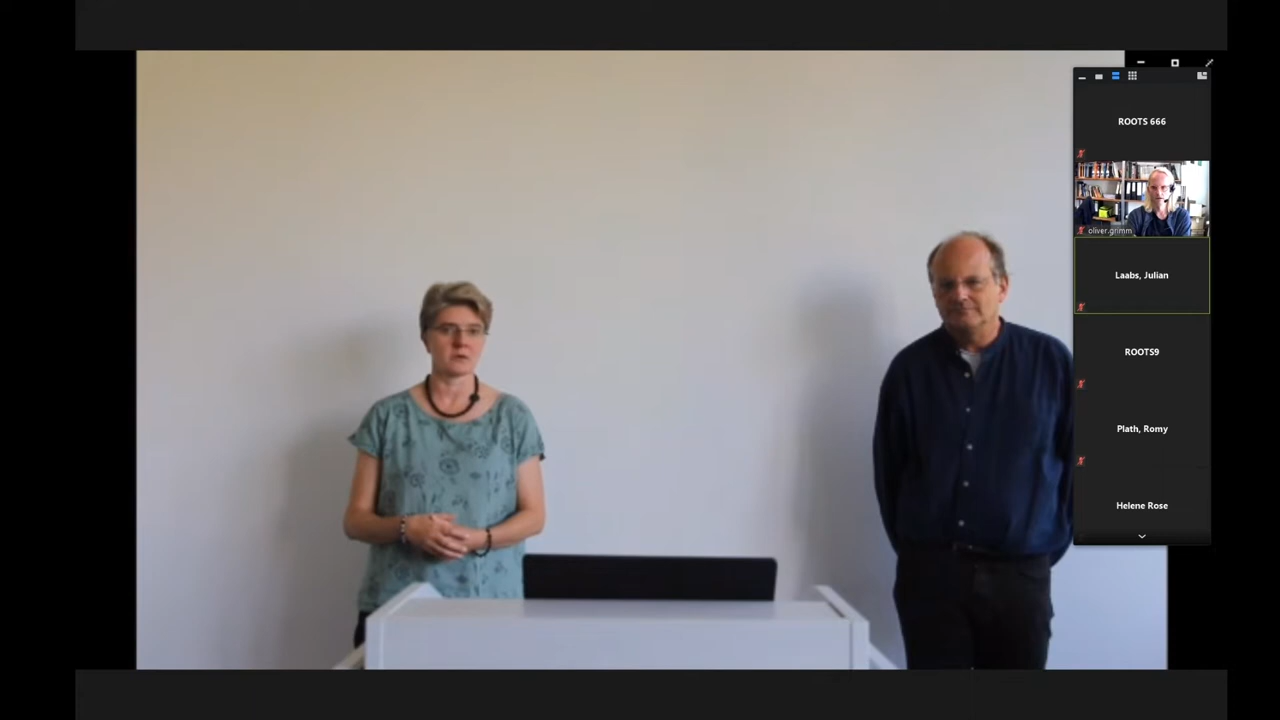 ROOTS 666
oliver.grimm
Laabs, Julian
ROOTS9
Plath, Romy
Helene Rose